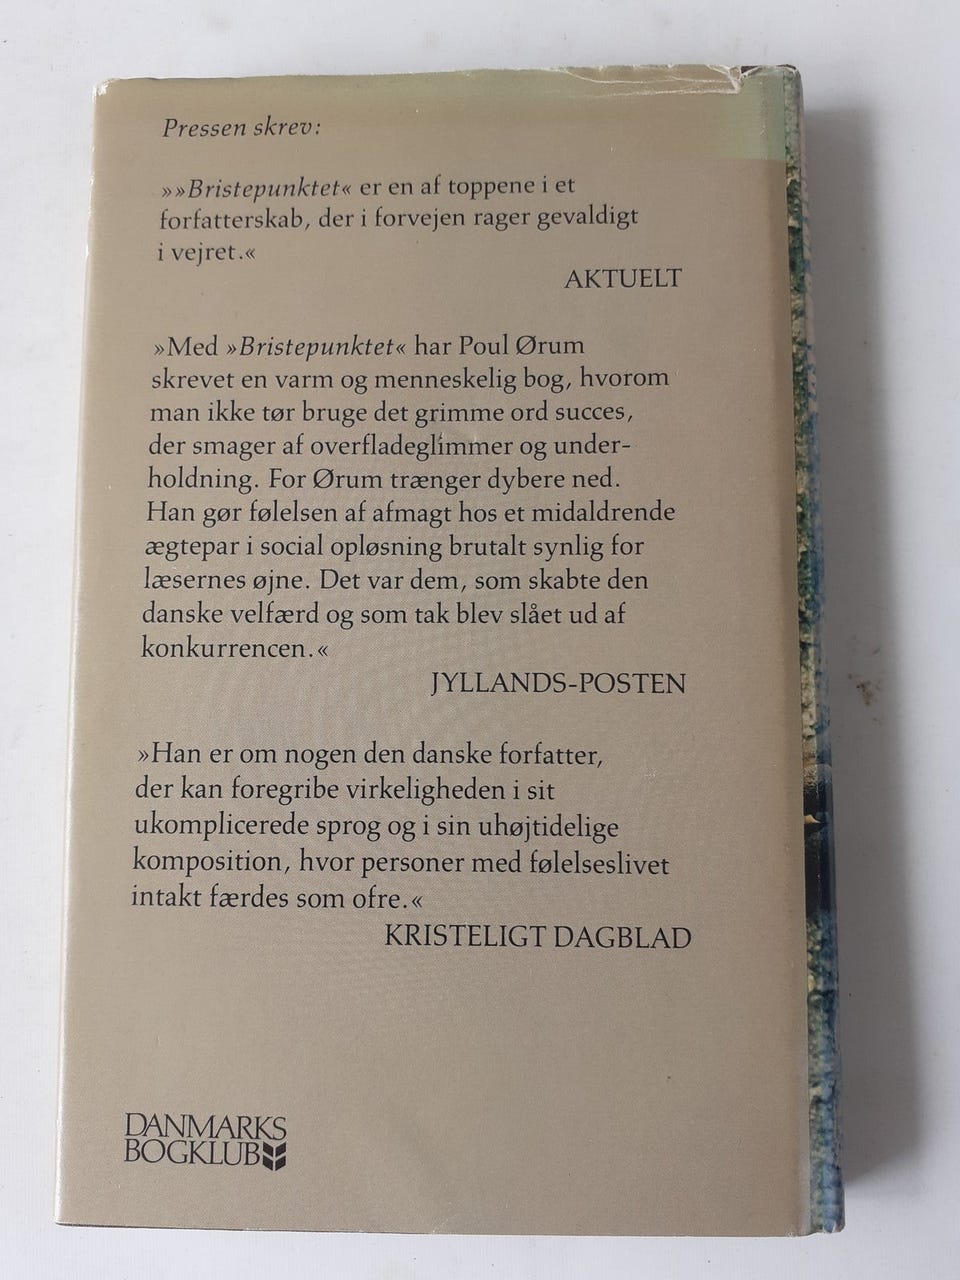 Pressen skrev:
»»Bristepunktet« er en af toppene i et
forfatterskab, der i forvejen rager gevaldigt
i vejret.«
AKTUELT
»Med »Bristepunktet« har Poul Ørum
skrevet en varm og menneskelig bog, hvorom
man ikke tør bruge det grimme ord succes,
der smager af overfladeglimmer og under-
holdning. For Ørum trænger dybere ned.
Han gør følelsen af afmagt hos et midaldrende
ægtepar i social opløsning brutalt synlig for
læsernes øjne. Det var dem, som skabte den
danske velfærd og som tak blev slået ud af
konkurrencen.«
JYLLANDS-POSTEN
»Han er om nogen den danske forfatter,
der kan foregribe virkeligheden i sit
ukomplicerede sprog og i sin uhøjtidelige
komposition, hvor personer med følelseslivet
intakt færdes som ofre.«
KRISTELIGT DAGBLAD
DANMARKS
BOGKLUB